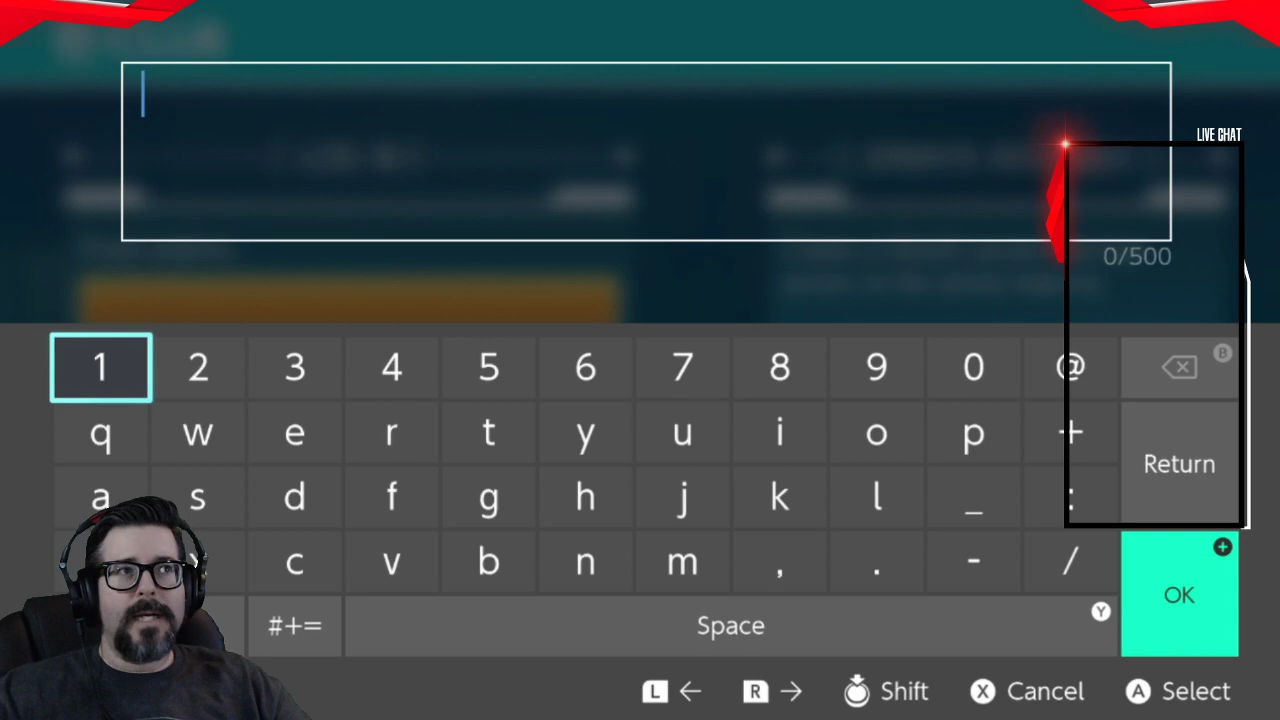 LIVE CHAT
0/500
1 2 3 4 5 6 7 8 9 0 @ B
q w e r t y u i o p +
Return
a s d f g h j k l _ :
c v b n m , . - / +
OK
#+= Space Y
L ← R → Shift X Cancel A Select